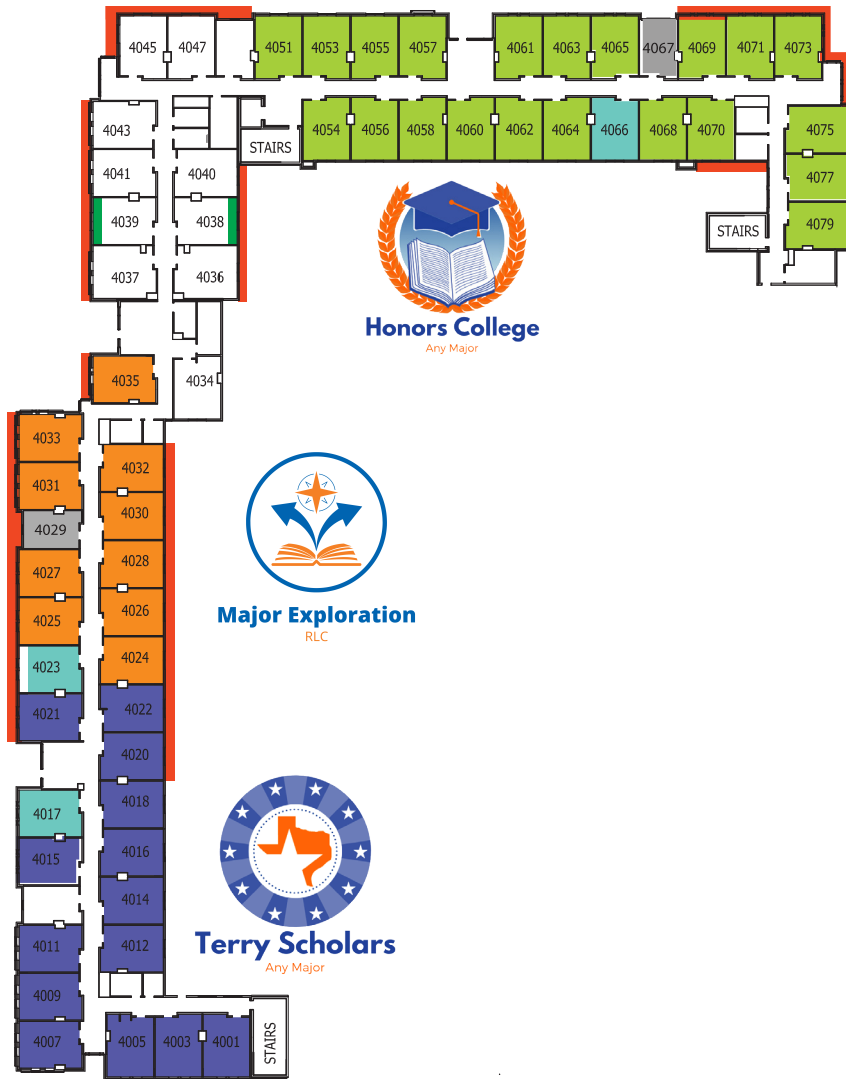 4045 4047 4051 4053 4055 4057 4061 4063 4065 4067 4069 4071 4073
4043 4054 4056 4058 4060 4062 4064 4066 4068 4070 4075
STAIRS
4041 4040 4077
4039 4038 4079
STAIRS
4037 4036
Honors College
Any Major
4035 4034
4033
4032
4031
4030
4029
4028
4027
4026
4025
4024
4023
Major Exploration
RLC
4022
4021
4020
4018
4017
4016
4015
4014
4012
4011
Terry Scholars
Any Major
4009
4007 4005 4003 4001
STAIRS